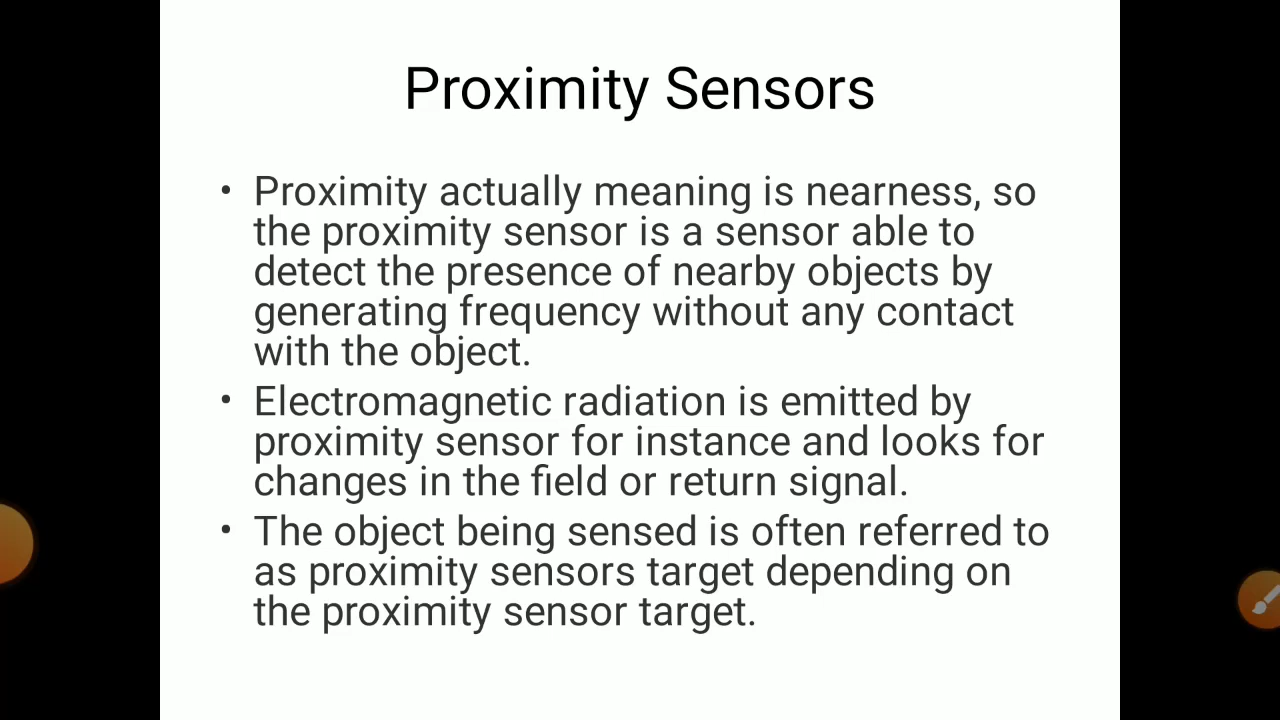 Proximity Sensors
• Proximity actually meaning is nearness, so
the proximity sensor is a sensor able to
detect the presence of nearby objects by
generating frequency without any contact
with the object.
• Electromagnetic radiation is emitted by
proximity sensor for instance and looks for
changes in the field or return signal.
• The object being sensed is often referred to
as proximity sensors target depending on
the proximity sensor target.